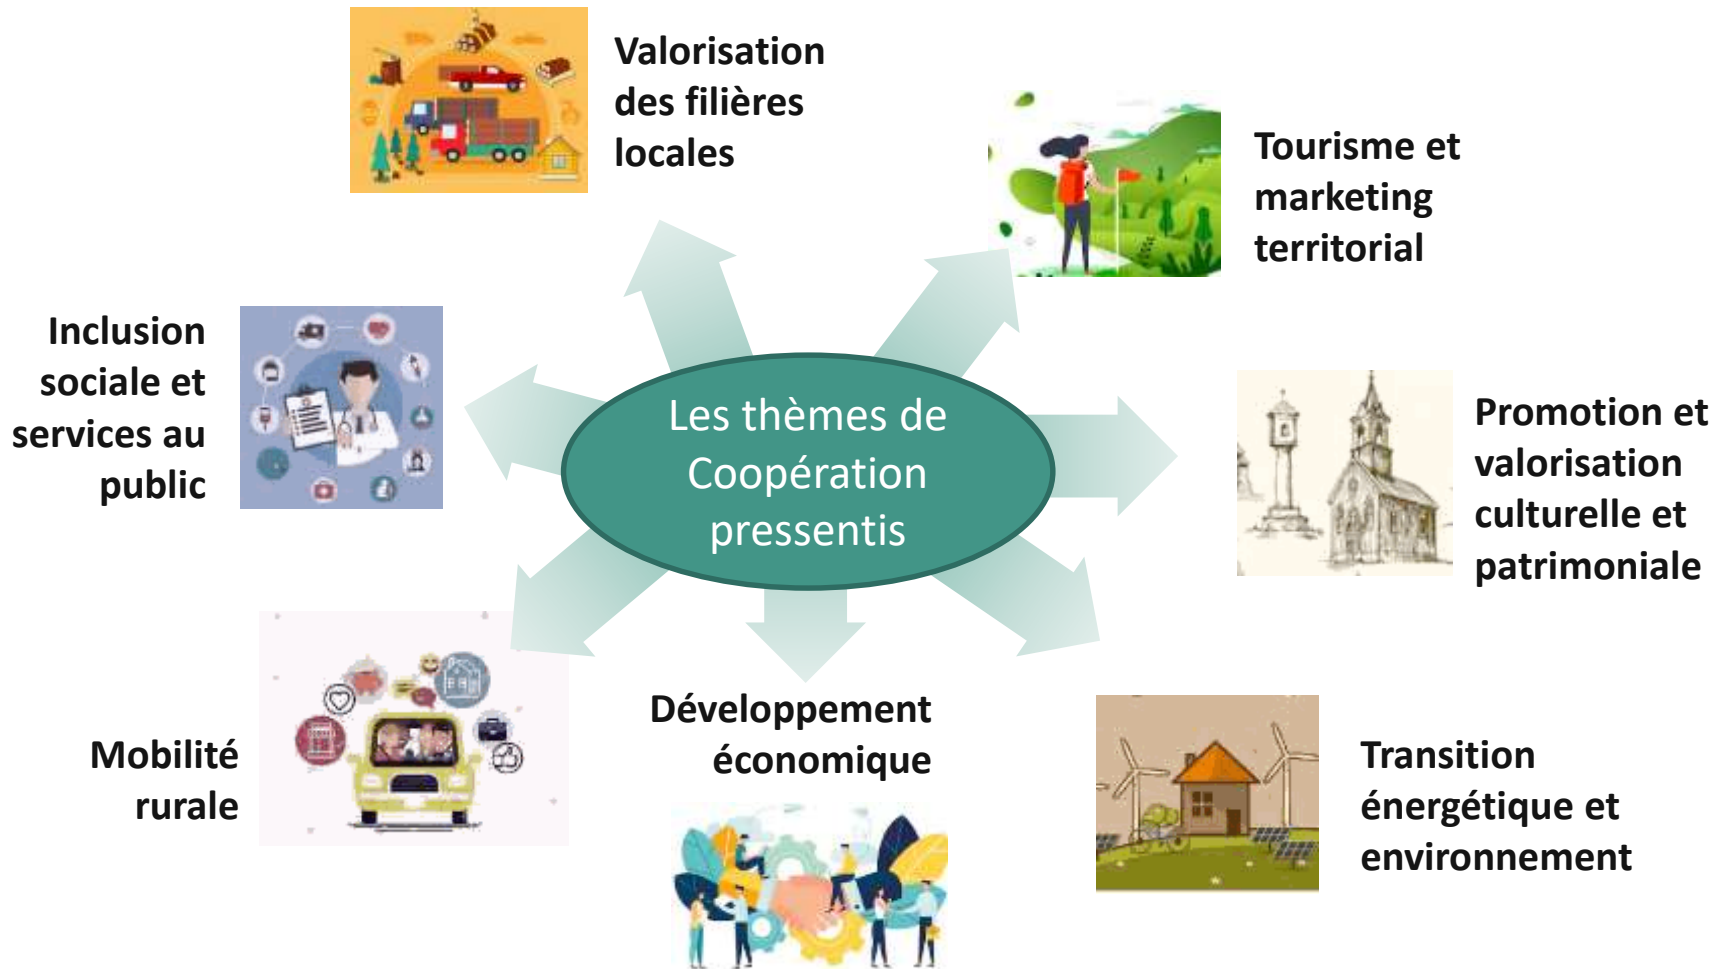 Valorisation
des filières
locales
Tourisme et
marketing
territorial
Inclusion
sociale et
services au
public
Les thèmes de
Coopération
pressentis
Promotion et
valorisation
culturelle et
patrimoniale
Mobilité
rurale
Développement
économique
Transition
énergétique et
environnement